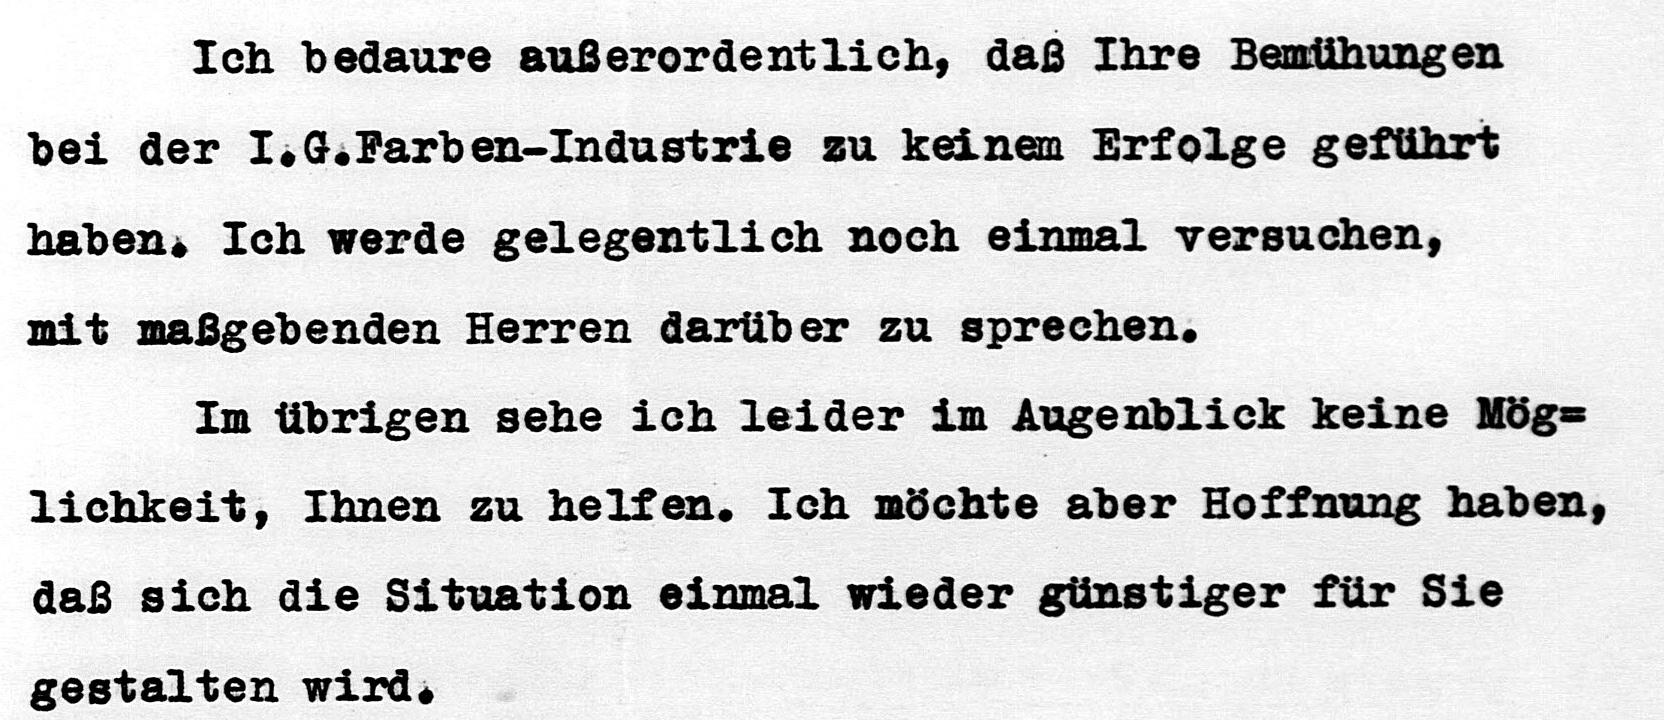 Ich bedaure außerordentlich, daß Ihre Bemühungen
bei der I.G.Farben-Industrie zu keinem Erfolge geführt
haben. Ich werde gelegentlich noch einmal versuchen,
mit maßgebenden Herren darüber zu sprechen.
Im übrigen sehe ich leider im Augenblick keine Mög=
lichkeit, Ihnen zu helfen. Ich möchte aber Hoffnung haben,
daß sich die Situation einmal wieder günstiger für Sie
gestalten wird.